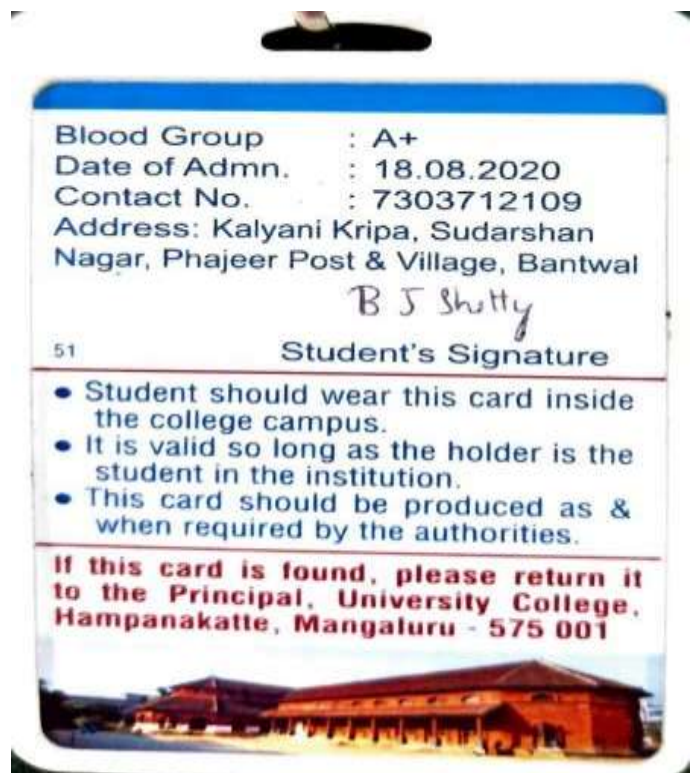 Blood Group : A+
Date of Admn. : 18.08.2020
Contact No. : 7303712109
Address: Kalyani Kripa, Sudarshan
Nagar, Phajeer Post & Village, Bantwal
B J Shetty
51 Student's Signature
• Student should wear this card inside
the college campus.
• It is valid so long as the holder is the
student in the institution.
• This card should be produced as &
when required by the authorities.
If this card is found, please return it
to the Principal, University College,
Hampanakatte, Mangaluru - 575 001